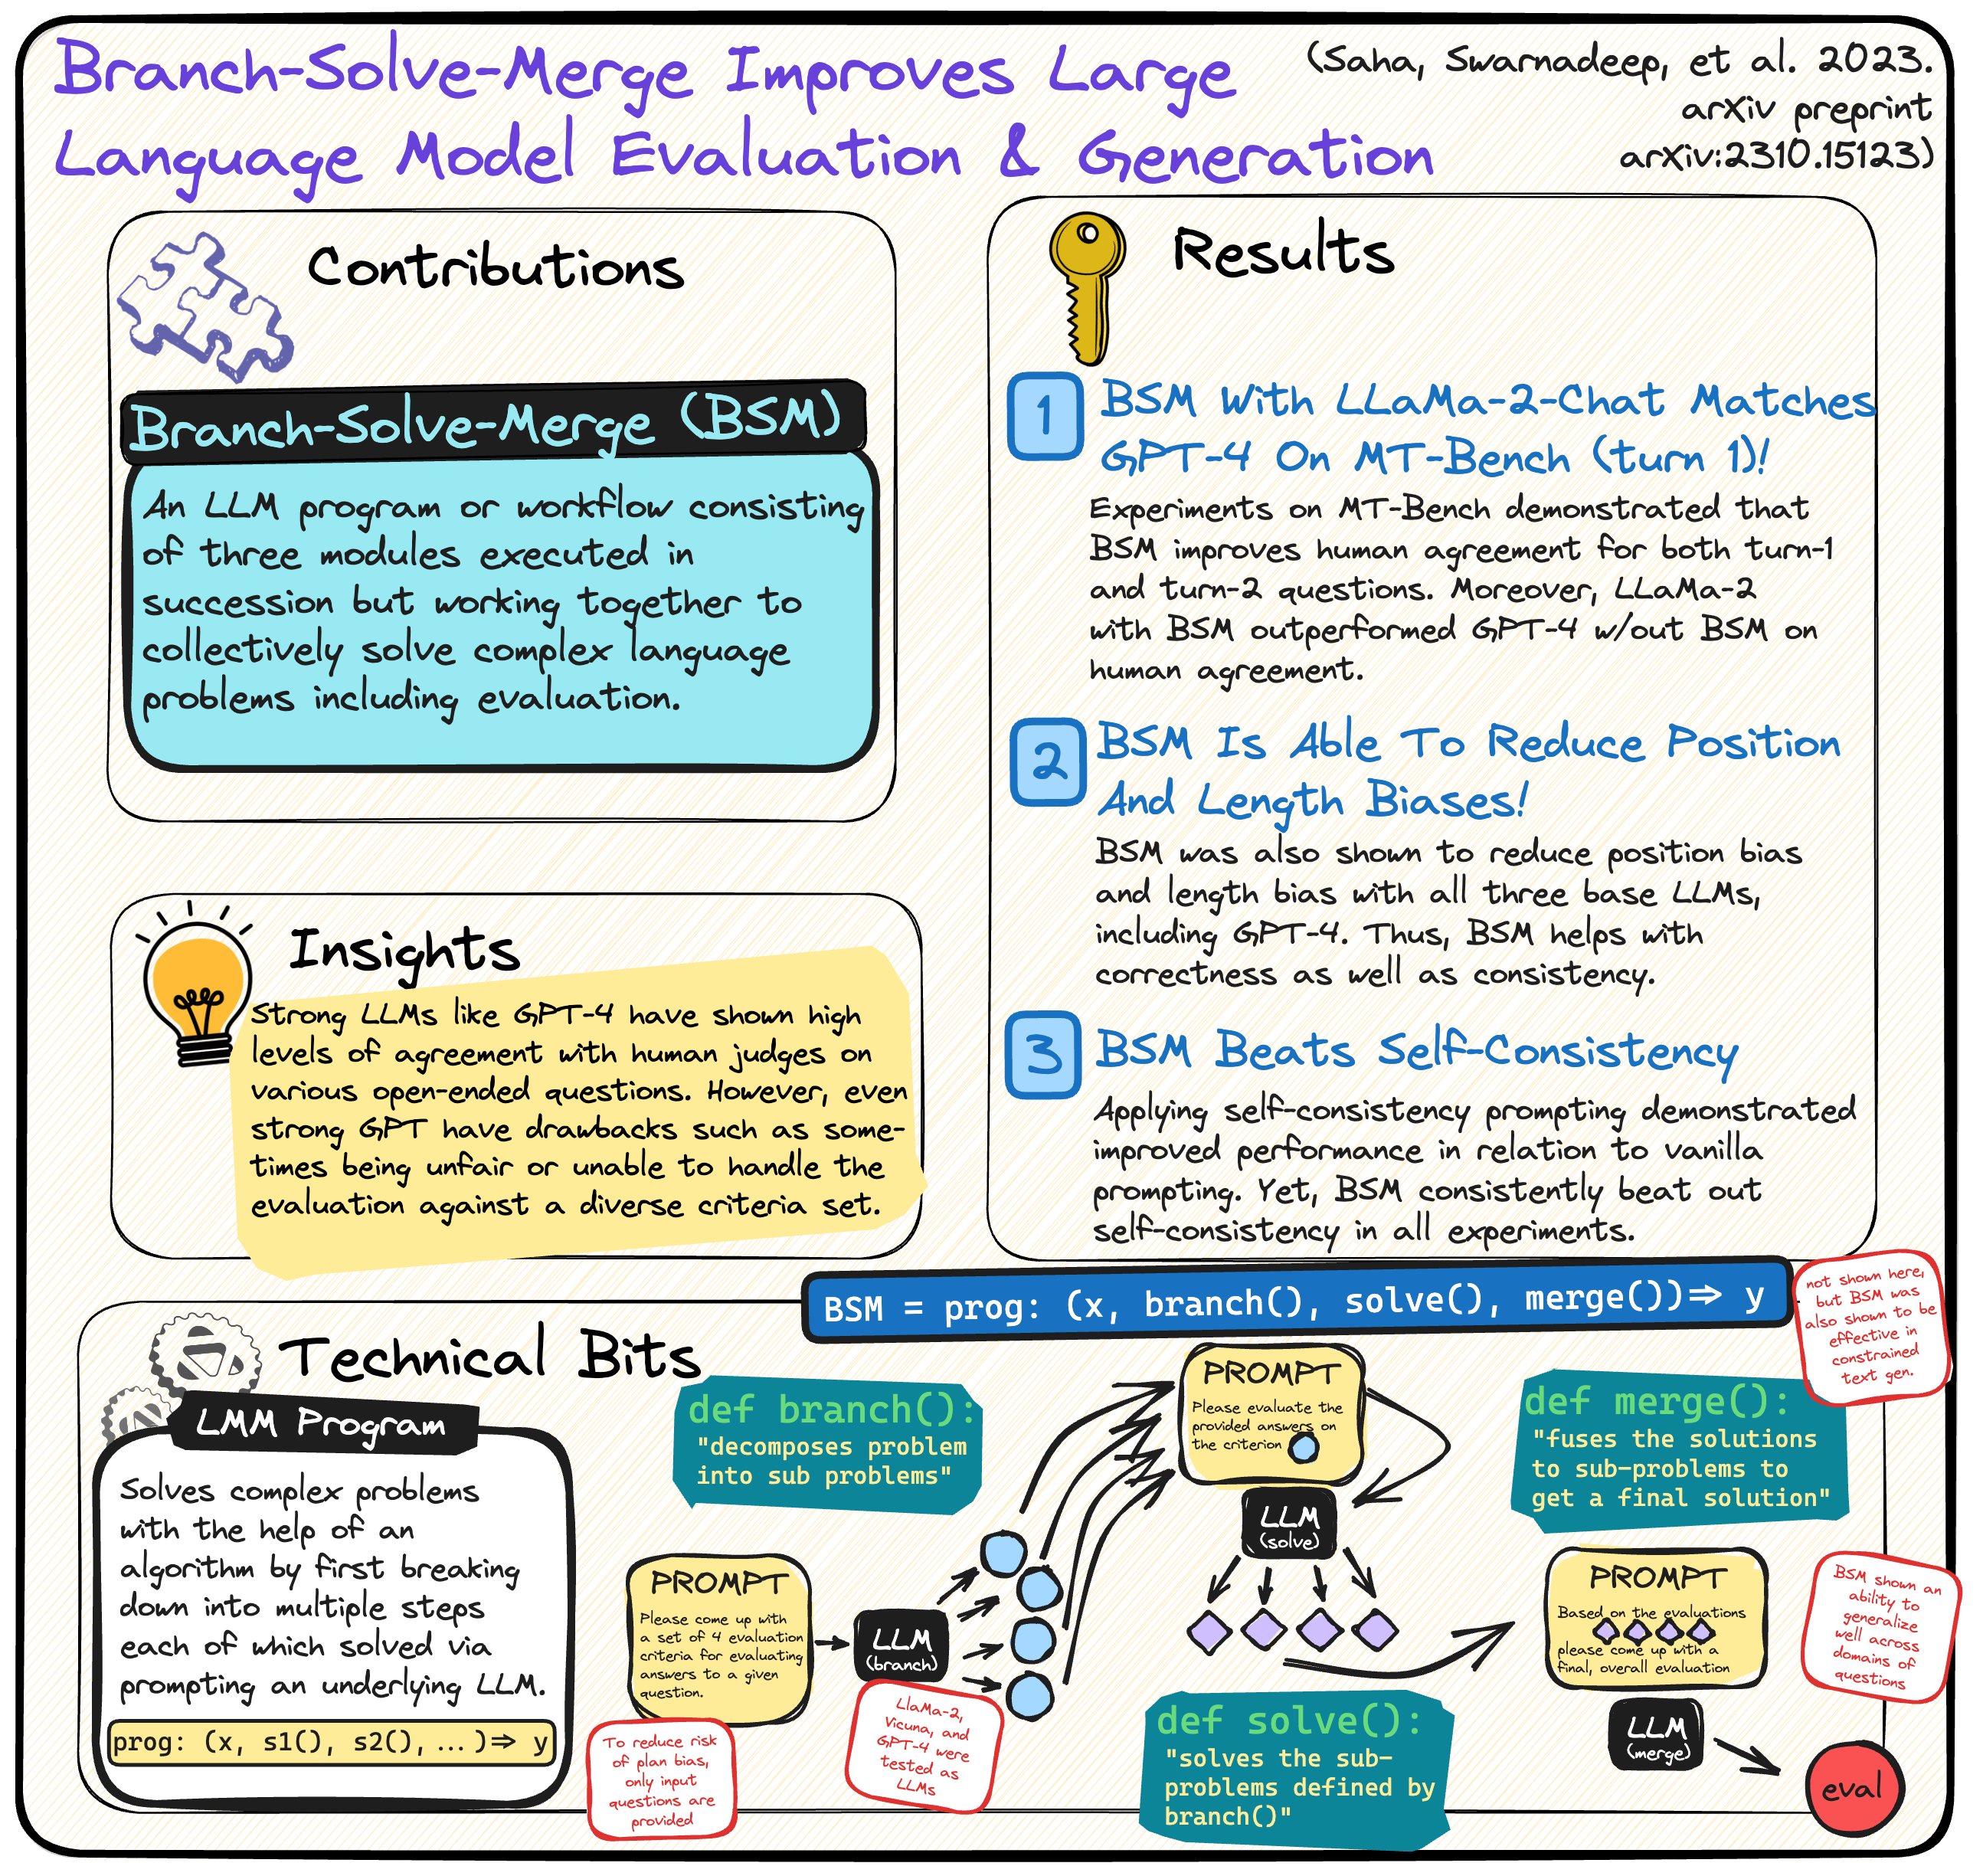 Branch-Solve-Merge Improves Large
Language Model Evaluation & Generation
(Saha, Swarnadeep, et al. 2023.
arXiv preprint
arXiv:2310.15123)
Contributions
Branch-Solve-Merge (BSM)
An LLM program or workflow consisting
of three modules executed in
succession but working together to
collectively solve complex language
problems including evaluation.
Insights
Strong LLMs like GPT-4 have shown high
levels of agreement with human judges on
various open-ended questions. However, even
strong GPT have drawbacks such as some-
times being unfair or unable to handle the
evaluation against a diverse criteria set.
Results
1
BSM With LLaMa-2-Chat Matches
GPT-4 On MT-Bench (turn 1)!
Experiments on MT-Bench demonstrated that
BSM improves human agreement for both turn-1
and turn-2 questions. Moreover, LLaMa-2
with BSM outperformed GPT-4 w/out BSM on
human agreement.
2
BSM Is Able To Reduce Position
And Length Biases!
BSM was also shown to reduce position bias
and length bias with all three base LLMs,
including GPT-4. Thus, BSM helps with
correctness as well as consistency.
3
BSM Beats Self-Consistency
Applying self-consistency prompting demonstrated
improved performance in relation to vanilla
prompting. Yet, BSM consistently beat out
self-consistency in all experiments.
BSM = prog: (x, branch(), solve(), merge())⇒ y
not shown here,
but BSM was
also shown to be
effective in
constrained
text gen.
Technical Bits
LMM Program
Solves complex problems
with the help of an
algorithm by first breaking
down into multiple steps
each of which solved via
prompting an underlying LLM.
prog: (x, s1(), s2(), ... )⇒ y
def branch():
"decomposes problem
into sub problems"
PROMPT
Please come up with
a set of 4 evaluation
criteria for evaluating
answers to a given
question.
To reduce risk
of plan bias,
only input
questions are
provided
LLM
(branch)
LlaMa-2,
Vicuna, and
GPT-4 were
tested as
LLMs
PROMPT
Please evaluate the
provided answers on
the criterion
LLM
(solve)
def solve():
"solves the sub-
problems defined by
branch()"
def merge():
"fuses the solutions
to sub-problems to
get a final solution"
PROMPT
Based on the evaluations
please come up with a
final, overall evaluation
LLM
(merge)
BSM shown an
ability to
generalize
well across
domains of
questions
eval